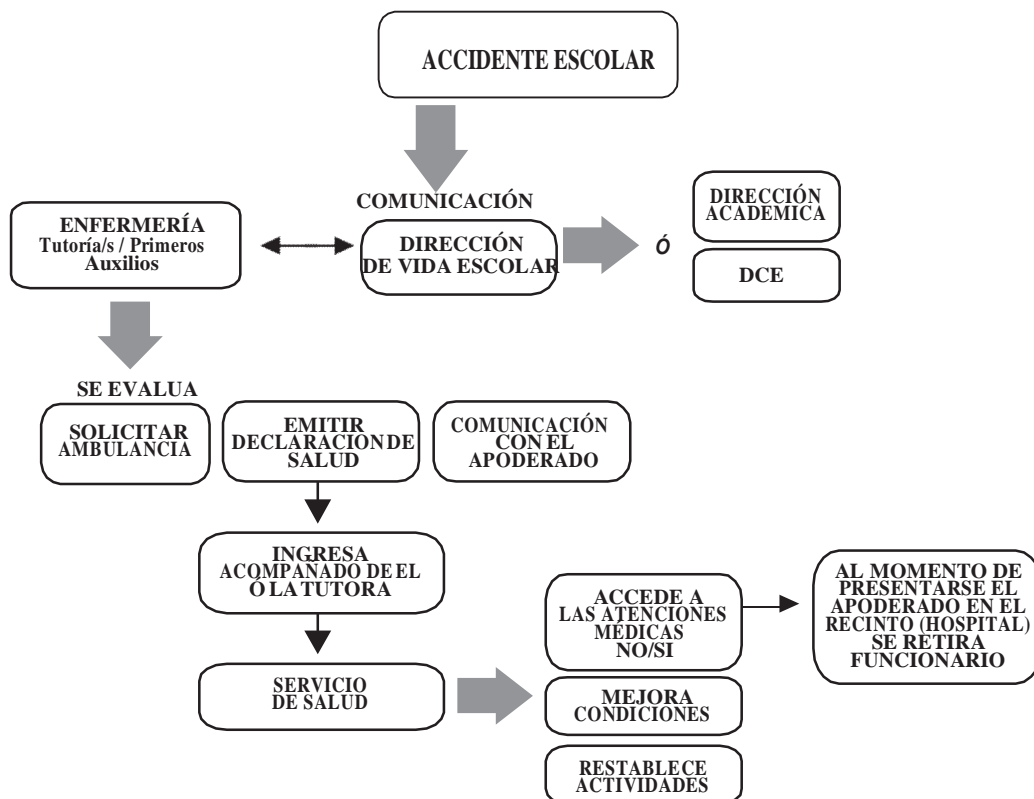 ACCIDENTE ESCOLAR
COMUNICACIÓN
ENFERMERÍA
Tutoría/s / Primeros
Auxilios
DIRECCIÓN
DE VIDA ESCOLAR
Ó
DIRECCIÓN
ACADÉMICA
DCE
SE EVALUA
SOLICITAR
AMBULANCIA
EMITIR
DECLARACION DE
SALUD
COMUNICACIÓN
CON EL
APODERADO
INGRESA
ACOMPAÑADO DE EL
Ó LA TUTORA
SERVICIO
DE SALUD
ACCEDE A
LAS ATENCIONES
MÉDICAS
NO/SI
MEJORA
CONDICIONES
RESTABLECE
ACTIVIDADES
AL MOMENTO DE
PRESENTARSE EL
APODERADO EN EL
RECINTO (HOSPITAL)
SE RETIRA
FUNCIONARIO